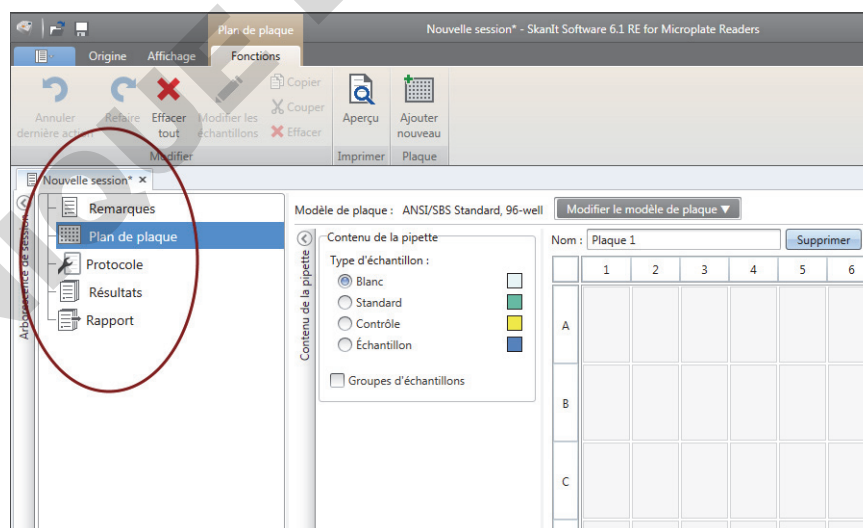 Plan de plaque
Nouvelle session* - SkanIt Software 6.1 RE for Microplate Readers
Origine Affichage Fonctions
Annuler dernière action
Refaire
Effacer tout
Modifier les échantillons
Copier
Couper
Effacer
Modifier
Aperçu
Imprimer
Ajouter nouveau
Plaque
Nouvelle session* ×
Arborescence de session
Remarques
Plan de plaque
Protocole
Résultats
Rapport
Modèle de plaque : ANSI/SBS Standard, 96-well
Modifier le modèle de plaque ▼
Contenu de la pipette
Contenu de la pipette
Type d'échantillon :
Blanc
Standard
Contrôle
Échantillon
Groupes d'échantillons
Nom : Plaque 1
Supprimer
1 2 3 4 5 6
A
B
C